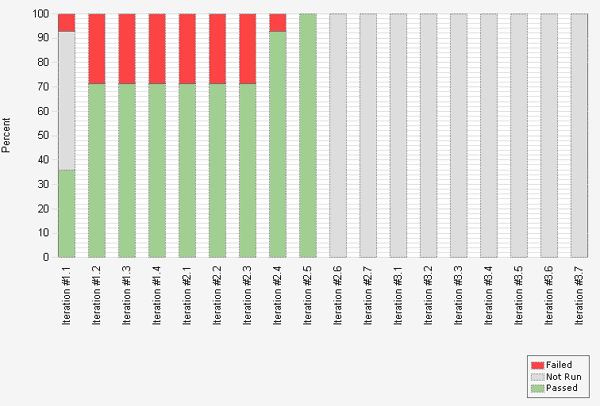 100
90
80
70
60
50
40
30
20
10
0
Percent
Iteration #1.1
Iteration #1.2
Iteration #1.3
Iteration #1.4
Iteration #2.1
Iteration #2.2
Iteration #2.3
Iteration #2.4
Iteration #2.5
Iteration #2.6
Iteration #2.7
Iteration #3.1
Iteration #3.2
Iteration #3.3
Iteration #3.4
Iteration #3.5
Iteration #3.6
Iteration #3.7
Failed
Not Run
Passed